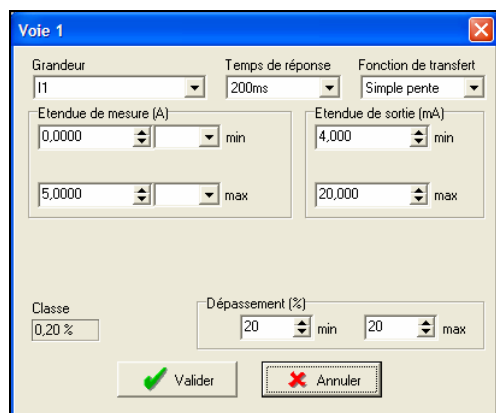 Voie 1
Grandeur Temps de réponse Fonction de transfert
I1 200ms Simple pente
Etendue de mesure (A) Etendue de sortie (mA)
0,0000 min 4,000 min
5,0000 max 20,000 max
Classe Dépassement (%)
0,20 % 20 min 20 max
Valider Annuler